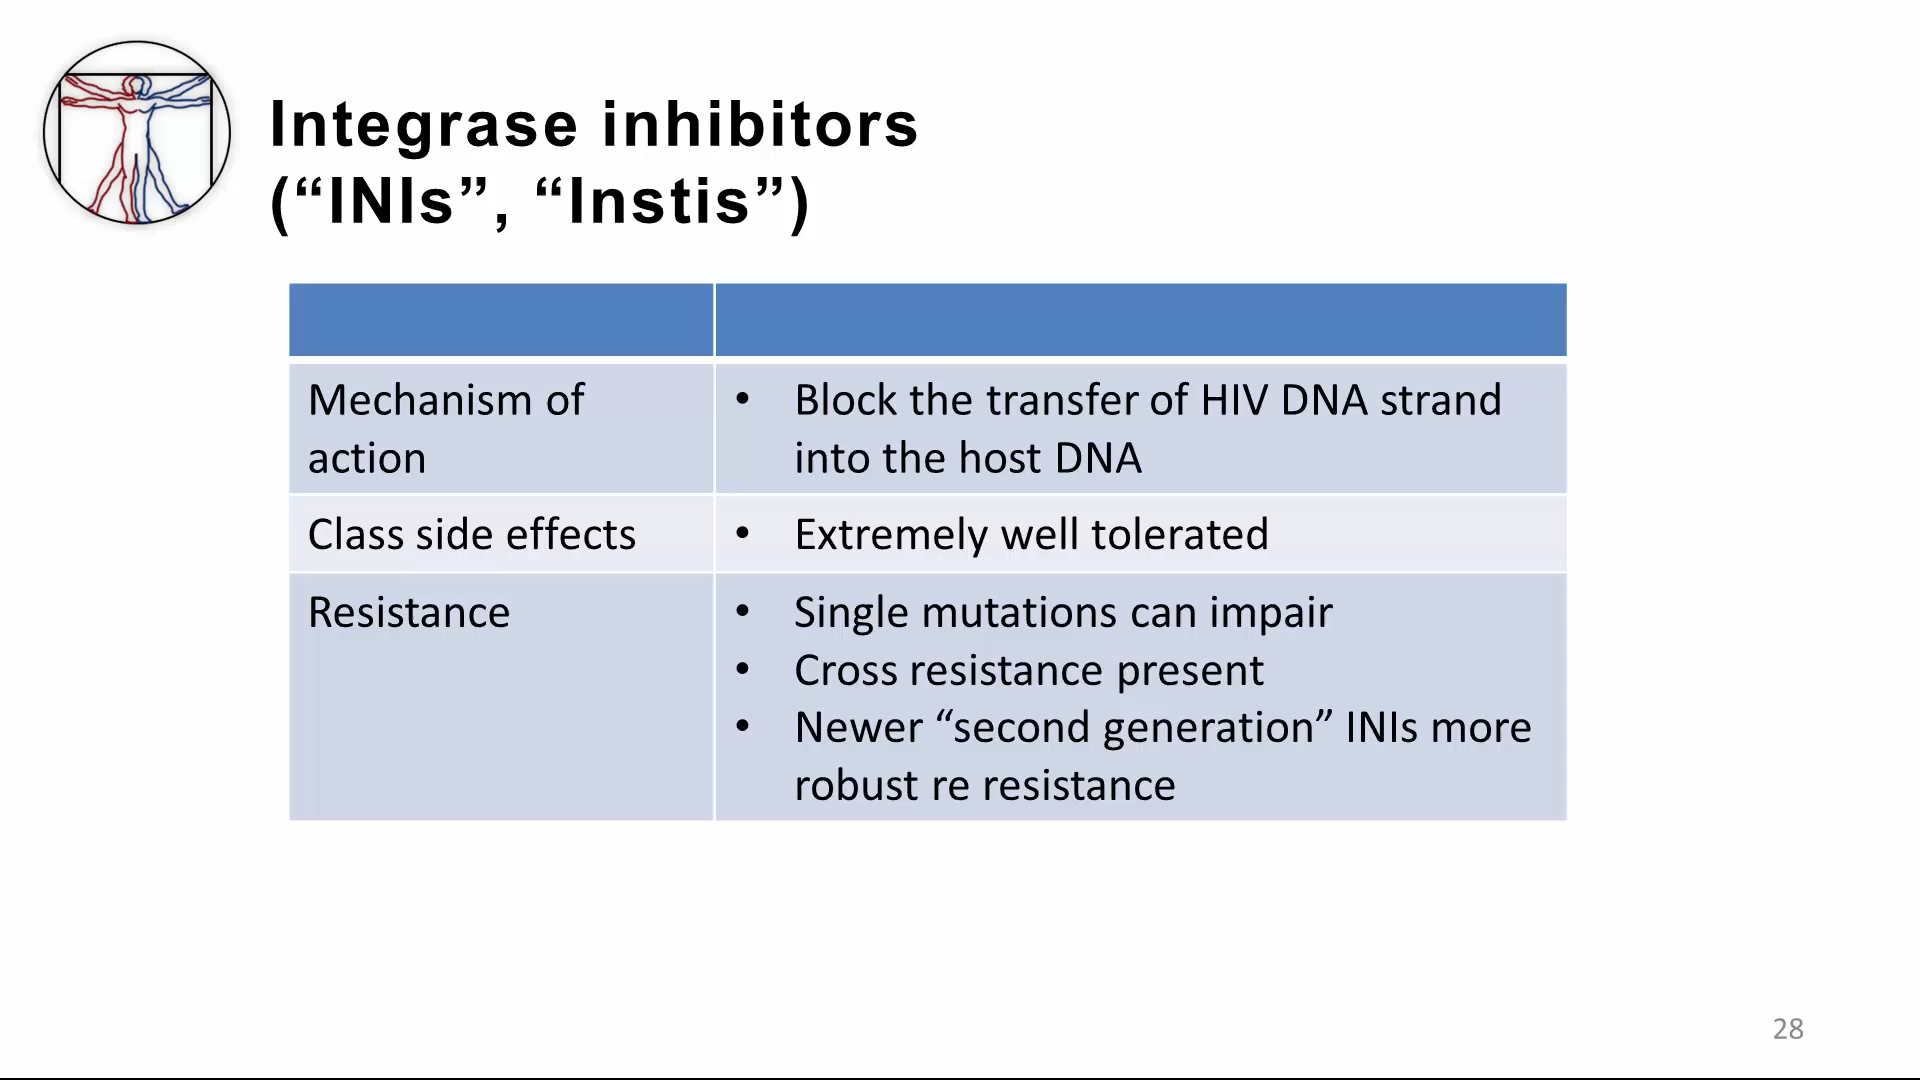 Integrase inhibitors
(“INIs”, “Instis”)
Mechanism of
action
• Block the transfer of HIV DNA strand
into the host DNA
Class side effects
• Extremely well tolerated
Resistance
• Single mutations can impair
• Cross resistance present
• Newer “second generation” INIs more
robust re resistance
28